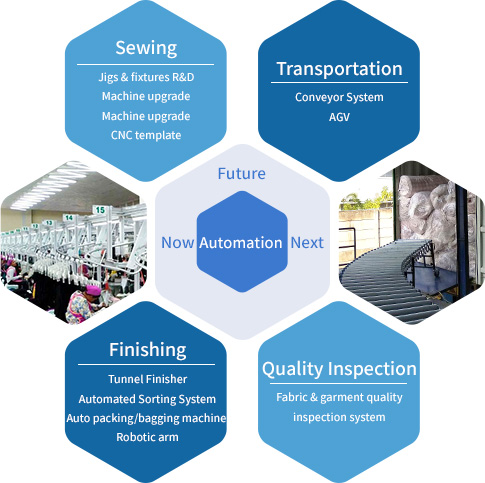 Sewing
Jigs & fixtures R&D
Machine upgrade
Machine upgrade
CNC template
Transportation
Conveyor System
AGV
Future
Now
Automation
Next
15
14
13
Finishing
Tunnel Finisher
Automated Sorting System
Auto packing/bagging machine
Robotic arm
Quality Inspection
Fabric & garment quality
inspection system